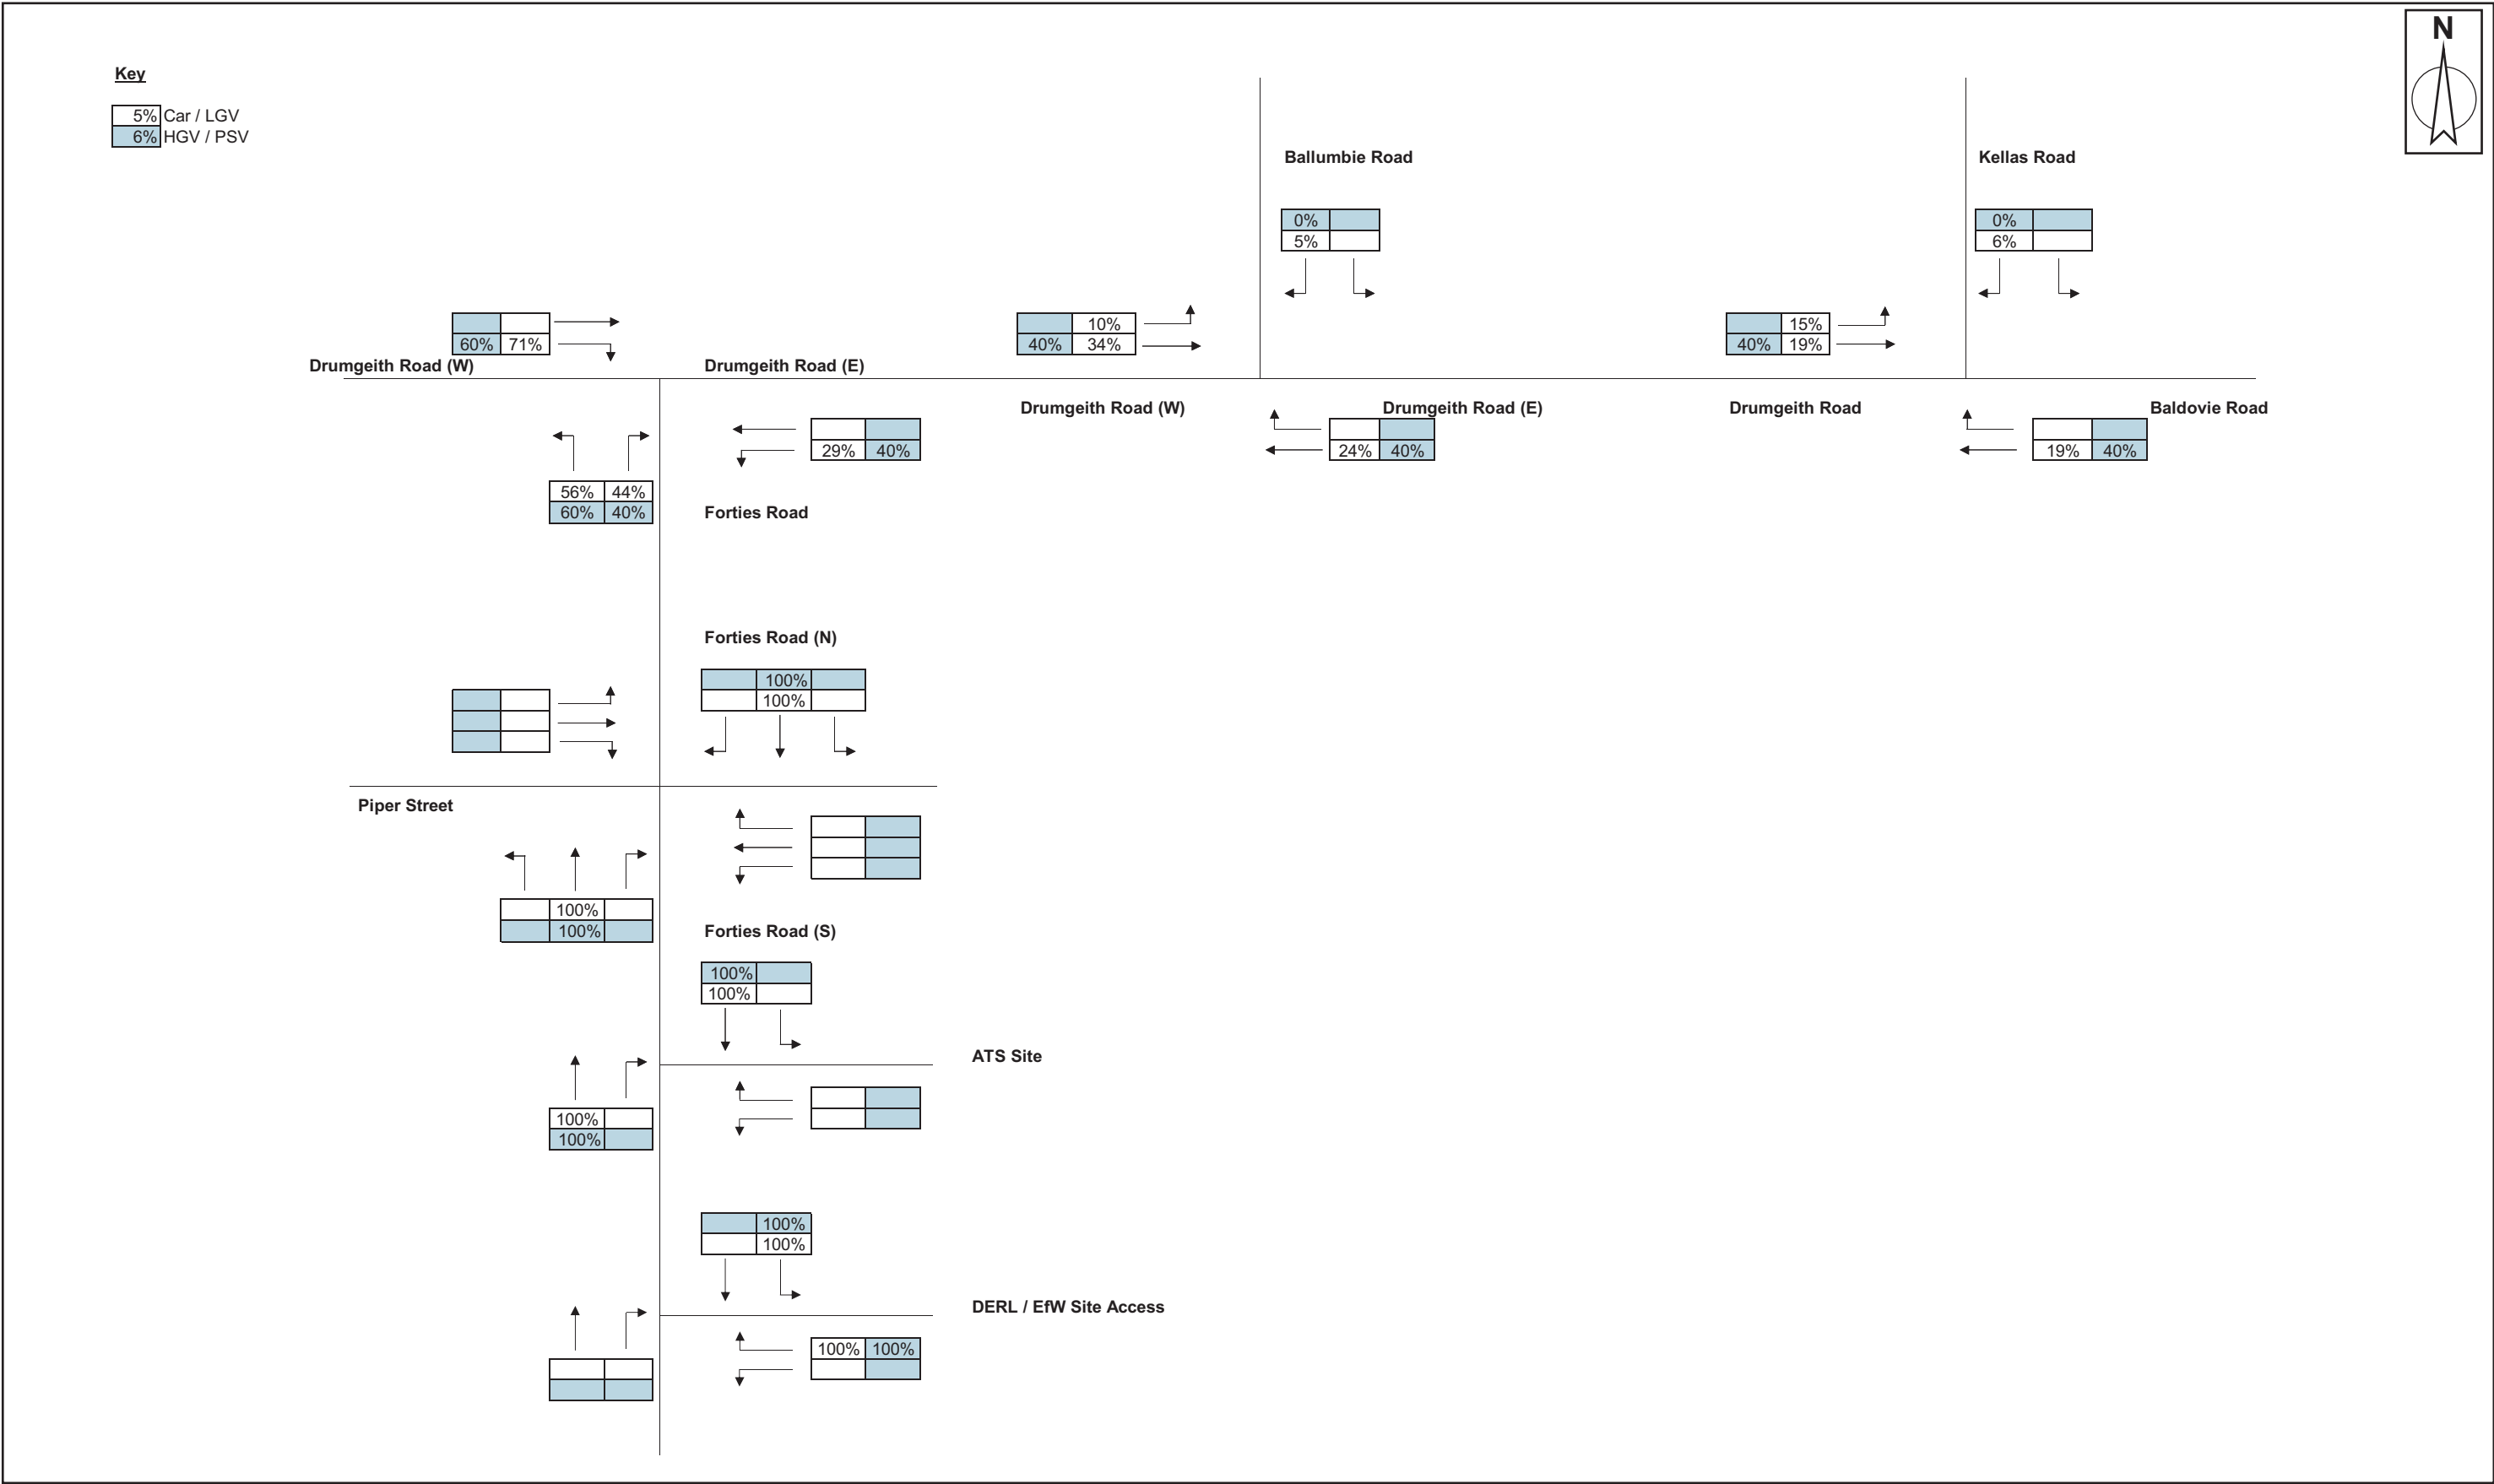 N
Key
5% Car / LGV
6% HGV / PSV
Ballumbie Road
Kellas Road
0%
5%
0%
6%
60% 71%
10%
40% 34%
15%
40% 19%
Drumgeith Road (W)
Drumgeith Road (E)
Drumgeith Road (W)
Drumgeith Road (E)
Drumgeith Road
Baldovie Road
29% 40%
24% 40%
19% 40%
56% 44%
60% 40%
Forties Road
Forties Road (N)
100%
100%
Piper Street
100%
100%
Forties Road (S)
100%
100%
ATS Site
100%
100%
100%
100%
DERL / EfW Site Access
100% 100%